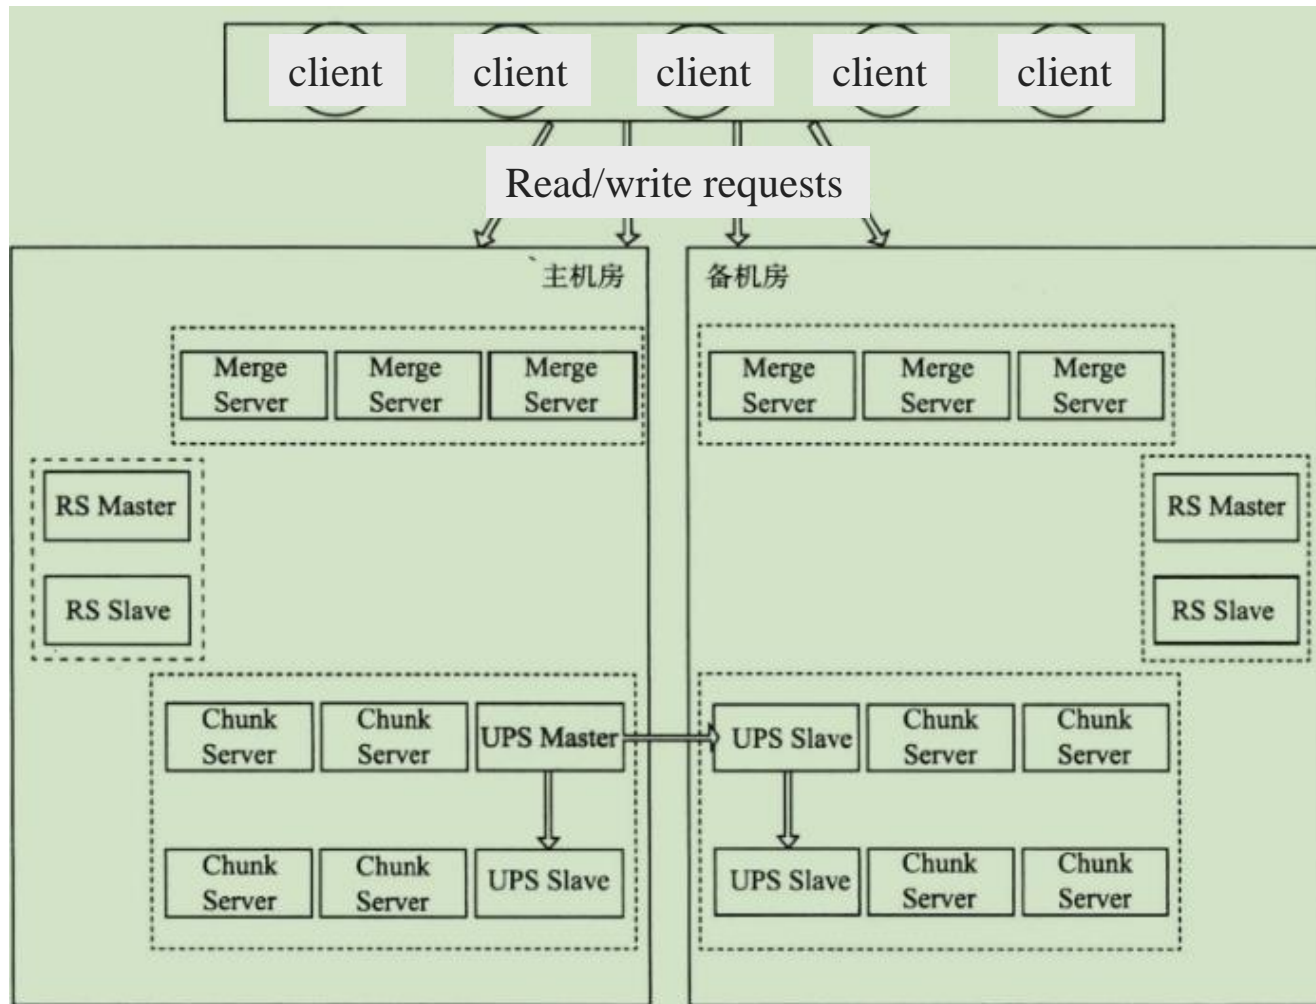 client client client client client
Read/write requests
主机房
备机房
Merge Merge Merge
Server Server Server
Merge Merge Merge
Server Server Server
RS Master
RS Slave
RS Master
RS Slave
Chunk Chunk UPS Master
Server Server
Chunk Chunk UPS Slave
Server Server
UPS Slave Chunk Chunk
Server Server
UPS Slave Chunk Chunk
Server Server